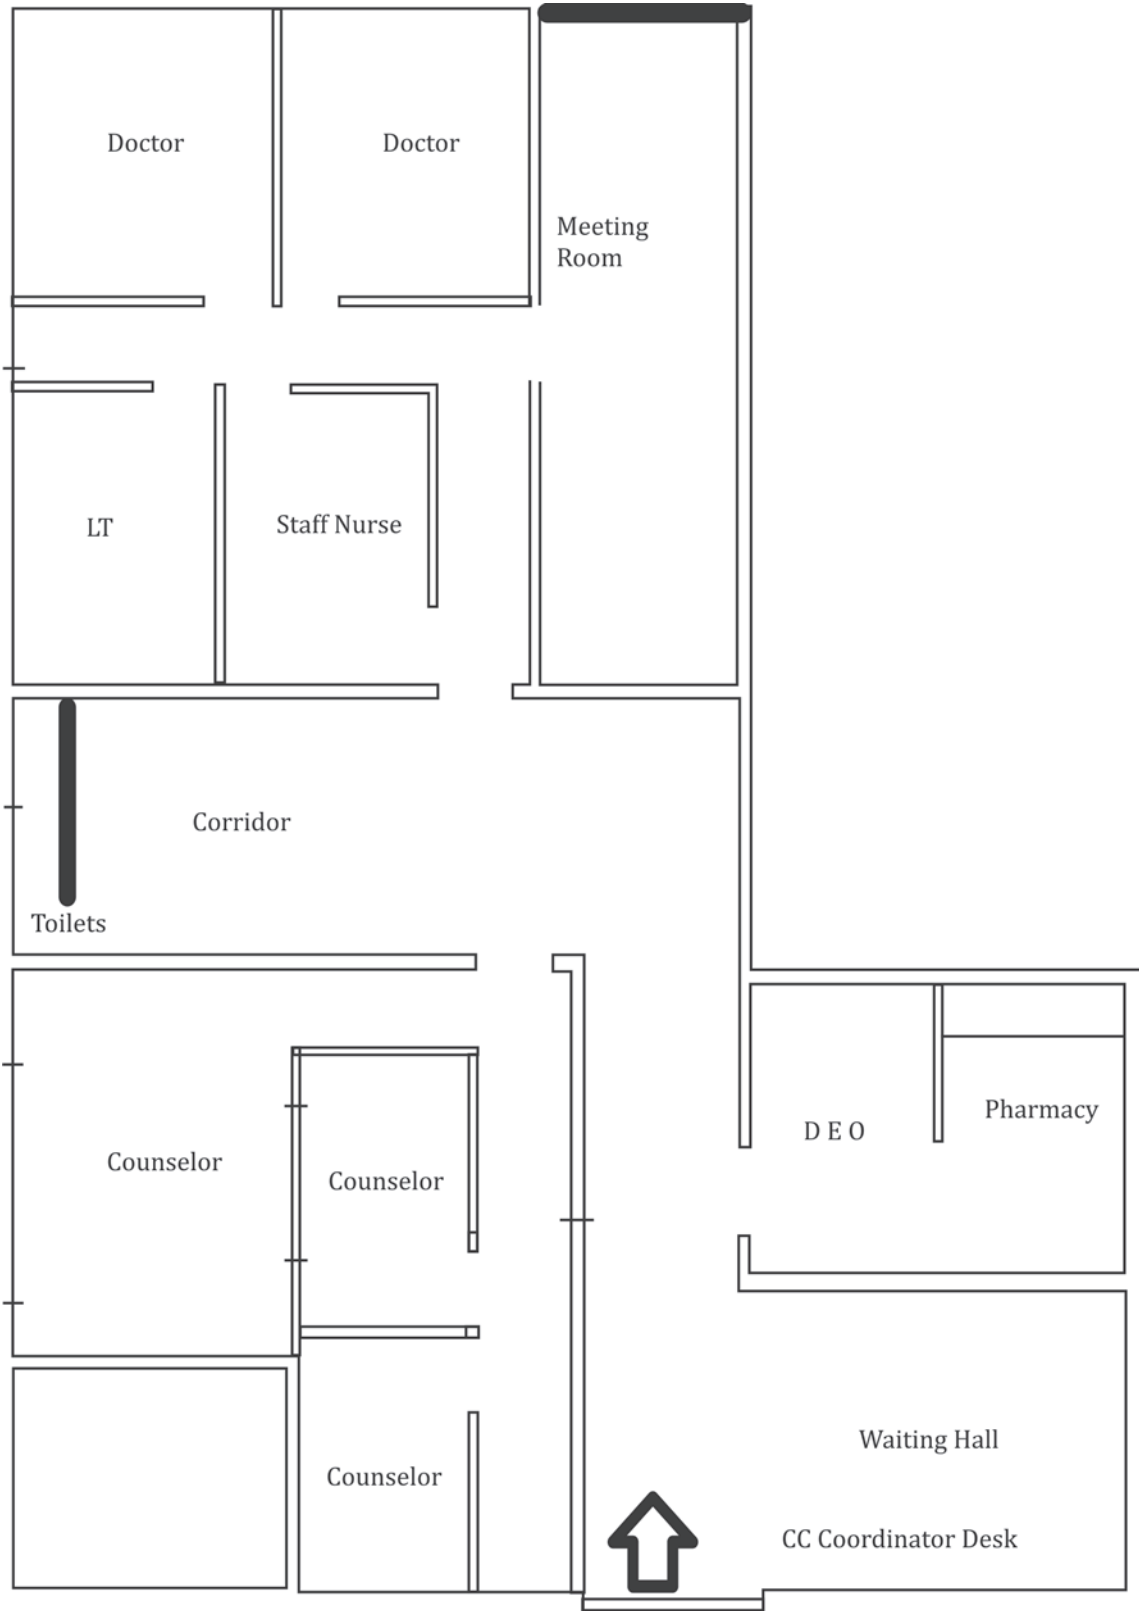 Doctor
Doctor
Meeting
Room
LT
Staff Nurse
Corridor
Toilets
Pharmacy
D E O
Counselor
Counselor
Waiting Hall
Counselor
CC Coordinator Desk